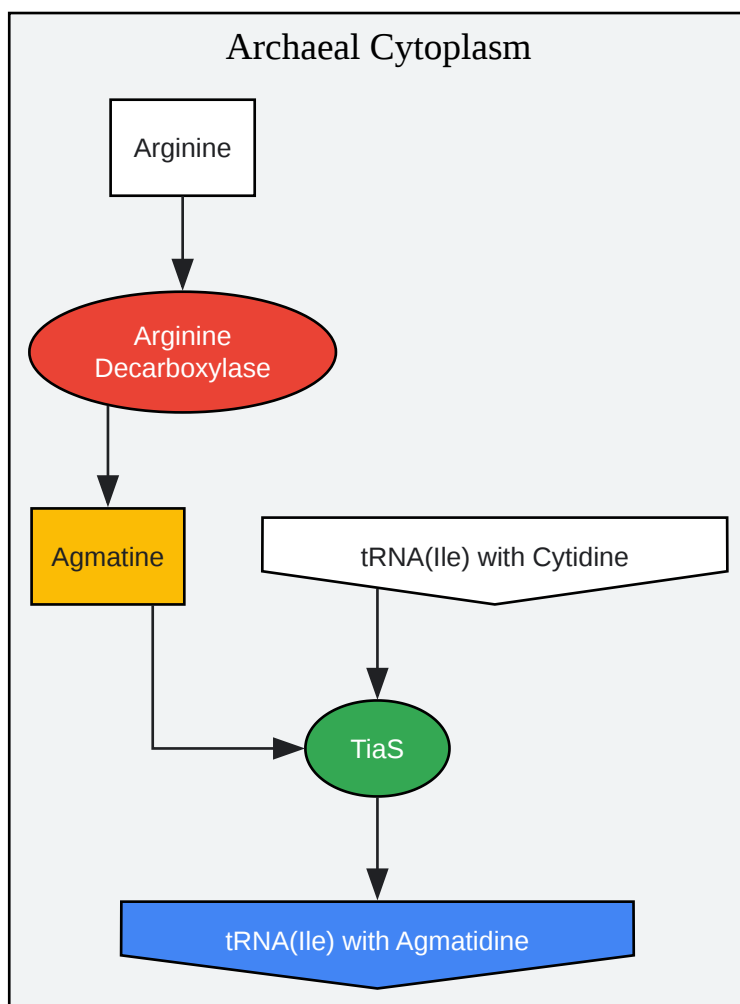 Archaeal Cytoplasm
Arginine
Arginine
Decarboxylase
Agmatine
tRNA(Ile) with Cytidine
TiaS
tRNA(Ile) with Agmatidine